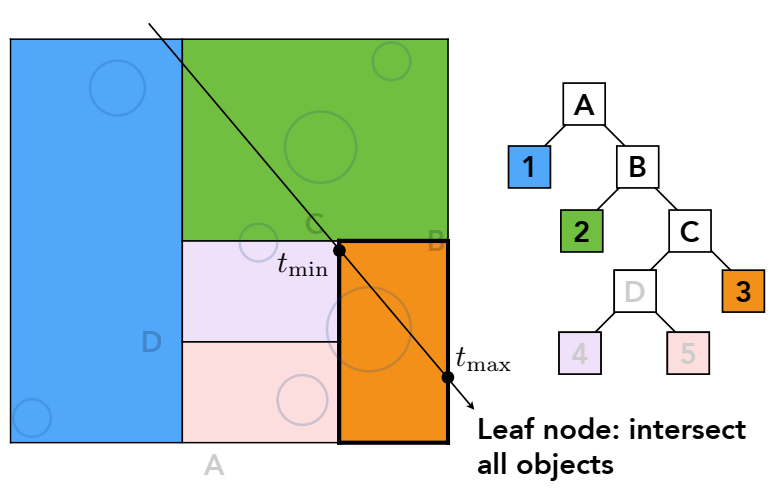 A
1
B
C
B
2
C
t_min
D
3
D
t_max
4
5
Leaf node: intersect
all objects
A